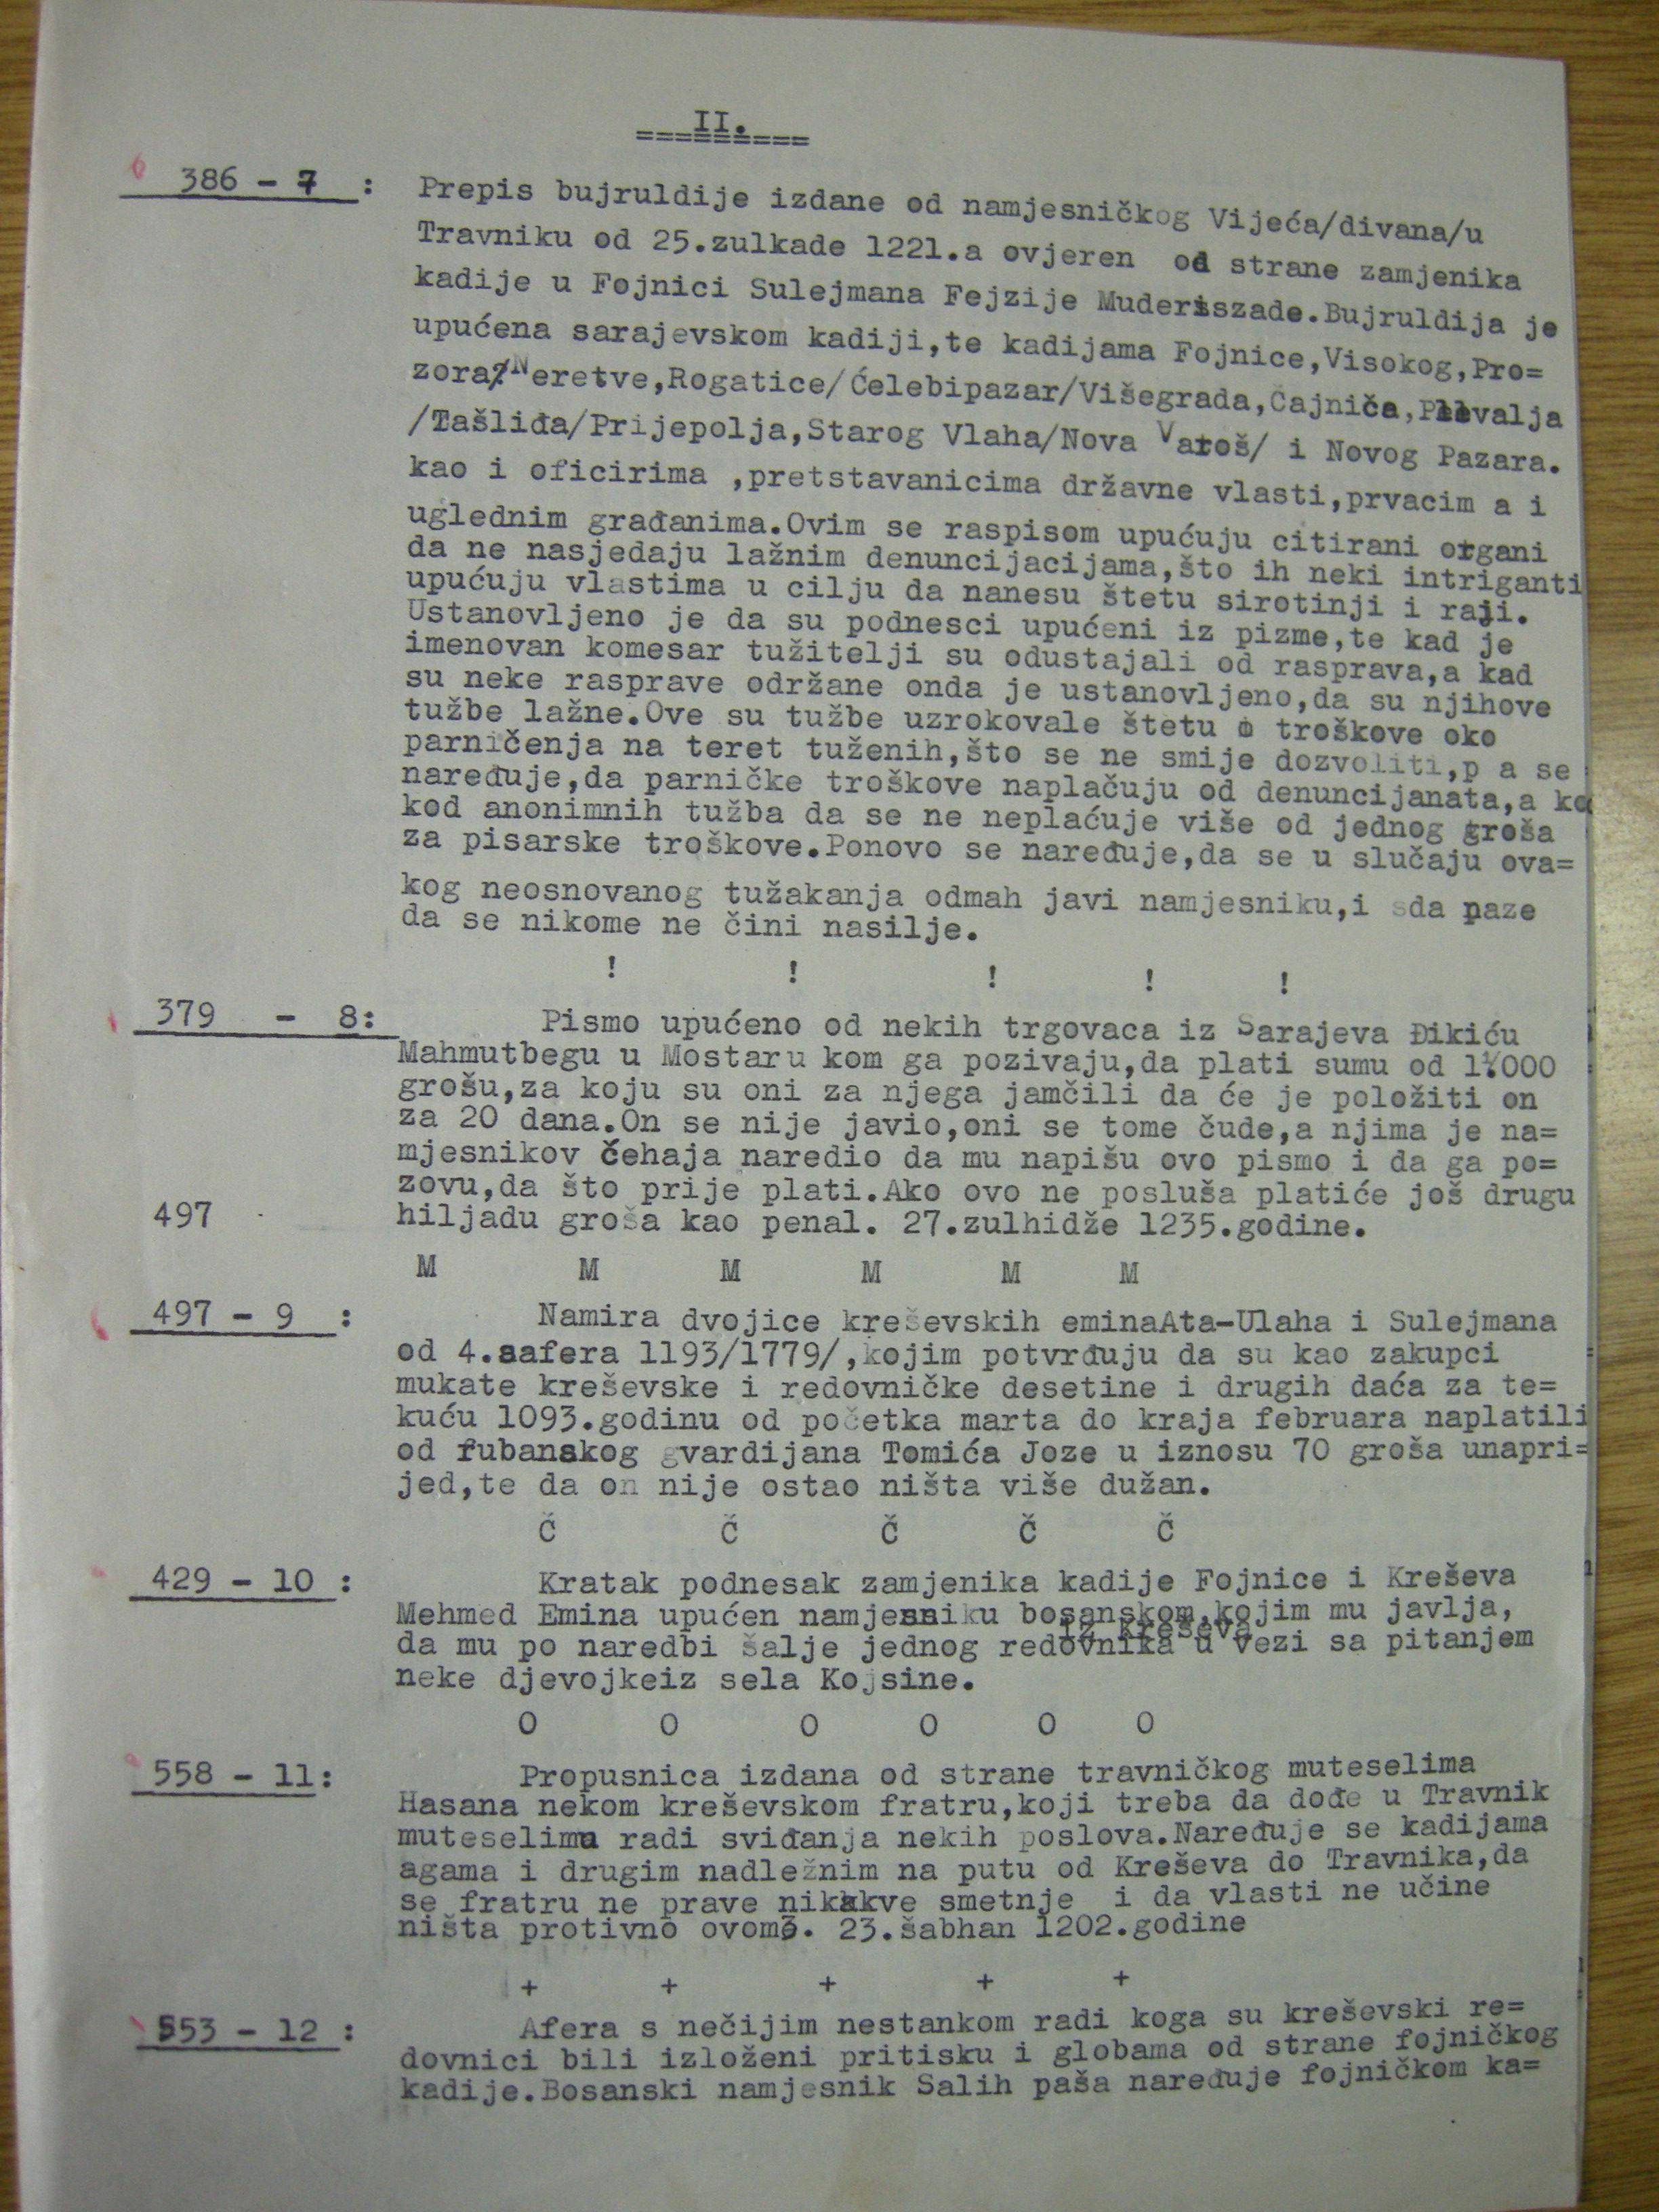 II.
=========
386 - 7 : Prepis bujruldije izdane od namjesničkog Vijeća/divana/u
Travniku od 25.zulkade 1221.a ovjeren od strane zamjenika
kadije u Fojnici Sulejmana Fejzije Muderiszade.Bujruldija je
upućena sarajevskom kadiji,te kadijama Fojnice,Visokog,Pro=
zora/Neretve,Rogatice/Ćelebipazar/Višegrada,Čajniča,Plevalja
/Tašliđa/Prijepolja,Starog Vlaha/Nova Varoš/ i Novog Pazara.
kao i oficirima ,pretstavanicima državne vlasti,prvacim a i
uglednim građanima.Ovim se raspisom upućuju citirani organi
da ne nasjedaju lažnim denuncijacijama,što ih neki intriganti
upućuju vlastima u cilju da nanesu štetu sirotinji i raji.
Ustanovljeno je da su podnesci upućeni iz pizme,te kad je
imenovan komesar tužitelji su odustajali od rasprava,a kad
su neke rasprave održane onda je ustanovljeno,da su njihove
tužbe lažne.Ove su tužbe uzrokovale štetu i troškove oko
parničenja na teret tuženih,što se ne smije dozvoliti,p a se
naređuje,da parničke troškove naplaćuju od denuncijanata,a kod
kod anonimnih tužba da se ne neplaćuje više od jednog groša
za pisarske troškove.Ponovo se naređuje,da se u slučaju ova=
kog neosnovanog tužakanja odmah javi namjesniku,i sda paze
da se nikome ne čini nasilje.
! ! ! ! !
379 - 8: Pismo upućeno od nekih trgovaca iz Sarajeva Đikiću
Mahmutbegu u Mostaru kom ga pozivaju,da plati sumu od 1.000
grošu,za koju su oni za njega jamčili da će je položiti on
za 20 dana.On se nije javio,oni se tome čude,a njima je na=
mjesnikov ćehaja naredio da mu napišu ovo pismo i da ga po=
zovu,da što prije plati.Ako ovo ne posluša platiće još drugu
497 hiljadu groša kao penal. 27.zulhidže 1235.godine.
M M M M M M
497 - 9 : Namira dvojice kreševskih eminaAta-Ulaha i Sulejmana
od 4.safera 1193/1779/,kojim potvrđuju da su kao zakupci
mukate kreševske i redovničke desetine i drugih daća za te=
kuću 1093.godinu od početka marta do kraja februara naplatili
od rubanskog gvardijana Tomića Joze u iznosu 70 groša unapri=
jed,te da on nije ostao ništa više dužan.
Č Č Č Č Č
429 - 10 : Kratak podnesak zamjenika kadije Fojnice i Kreševa
Mehmed Emina upućen namjesniku bosanskom,kojim mu javlja,
iz Kreševa
da mu po naredbi šalje jednog redovnika u vezi sa pitanjem
neke djevojkeiz sela Kojsine.
O O O O O O
558 - 11: Propusnica izdana od strane travničkog muteselima
Hasana nekom kreševskom fratru,koji treba da dođe u Travnik
muteselimu radi sviđanja nekih poslova.Naređuje se kadijama
agama i drugim nadležnim na putu od Kreševa do Travnika,da
se fratru ne prave nikakve smetnje i da vlasti ne učine
ništa protivno ovom. 23.šabhan 1202.godine
+ + + + +
553 - 12 : Afera s nečijim nestankom radi koga su kreševski re=
dovnici bili izloženi pritisku i globama od strane fojničkog
kadije.Bosanski namjesnik Salih paša naređuje fojničkom ka=